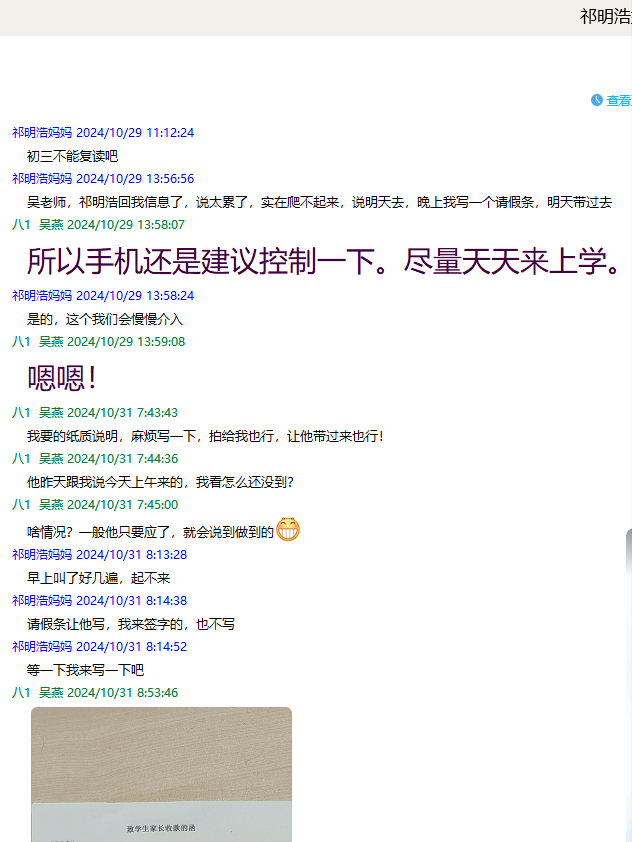 祁明浩
查看
祁明浩妈妈 2024/10/29 11:12:24
初三不能复读吧
祁明浩妈妈 2024/10/29 13:56:56
吴老师，祁明浩回我信息了，说太累了，实在爬不起来，说明天去，晚上我写一个请假条，明天带过去
八1 吴燕 2024/10/29 13:58:07
所以手机还是建议控制一下。尽量天天来上学。
祁明浩妈妈 2024/10/29 13:58:24
是的，这个我们会慢慢介入
八1 吴燕 2024/10/29 13:59:08
嗯嗯！
八1 吴燕 2024/10/31 7:43:43
我要的纸质说明，麻烦写一下，拍给我也行，让他带过来也行！
八1 吴燕 2024/10/31 7:44:36
他昨天跟我说今天上午来的，我看怎么还没到？
八1 吴燕 2024/10/31 7:45:00
啥情况？一般他只要应了，就会说到做到的
祁明浩妈妈 2024/10/31 8:13:28
早上叫了好几遍，起不来
祁明浩妈妈 2024/10/31 8:14:38
请假条让他写，我来签字的，也不写
祁明浩妈妈 2024/10/31 8:14:52
等一下我来写一下吧
八1 吴燕 2024/10/31 8:53:46
致学生家长收款的函